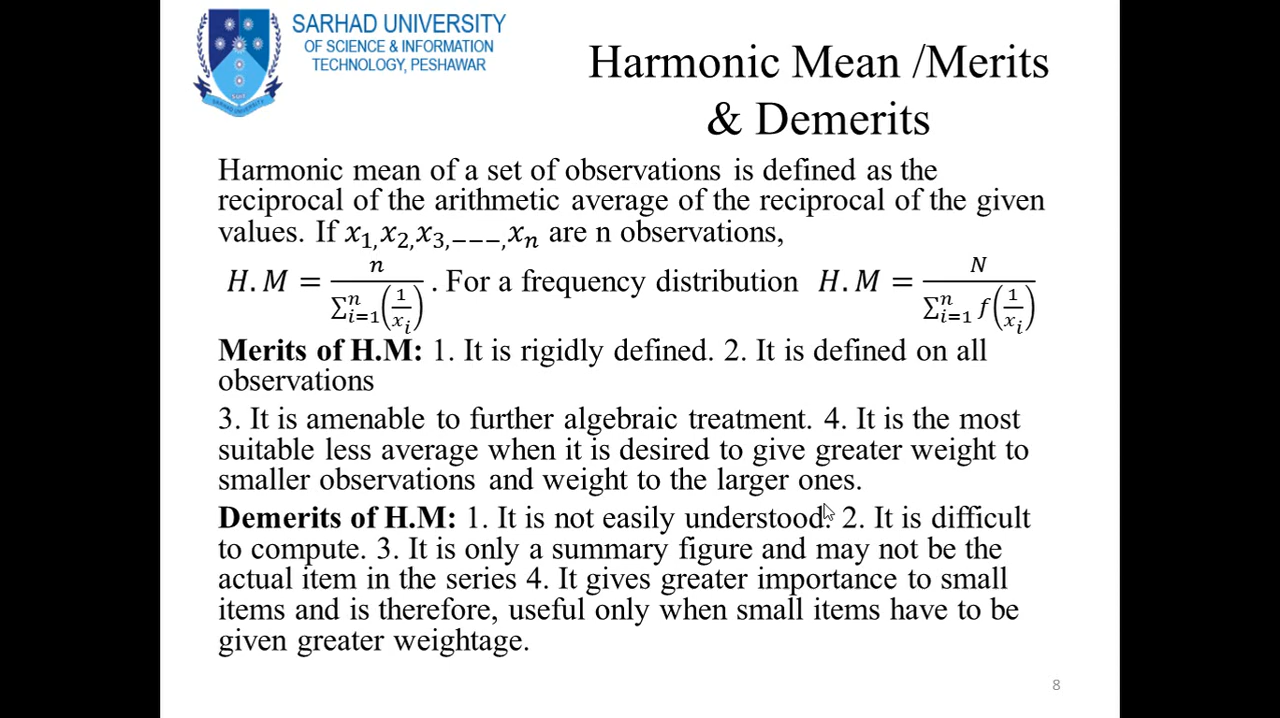 SARHAD UNIVERSITY
OF SCIENCE & INFORMATION
TECHNOLOGY, PESHAWAR
SUIT
SARHAD UNIVERSITY
Harmonic Mean /Merits
& Demerits
Harmonic mean of a set of observations is defined as the
reciprocal of the arithmetic average of the reciprocal of the given
values. If x₁,x₂,x₃,−−−,xₙ are n observations,
H.M = n / ∑ⁿᵢ₌₁(1/xᵢ) . For a frequency distribution H.M = N / ∑ⁿᵢ₌₁ f(1/xᵢ)
Merits of H.M: 1. It is rigidly defined. 2. It is defined on all
observations
3. It is amenable to further algebraic treatment. 4. It is the most
suitable less average when it is desired to give greater weight to
smaller observations and weight to the larger ones.
Demerits of H.M: 1. It is not easily understood. 2. It is difficult
to compute. 3. It is only a summary figure and may not be the
actual item in the series 4. It gives greater importance to small
items and is therefore, useful only when small items have to be
given greater weightage.
8